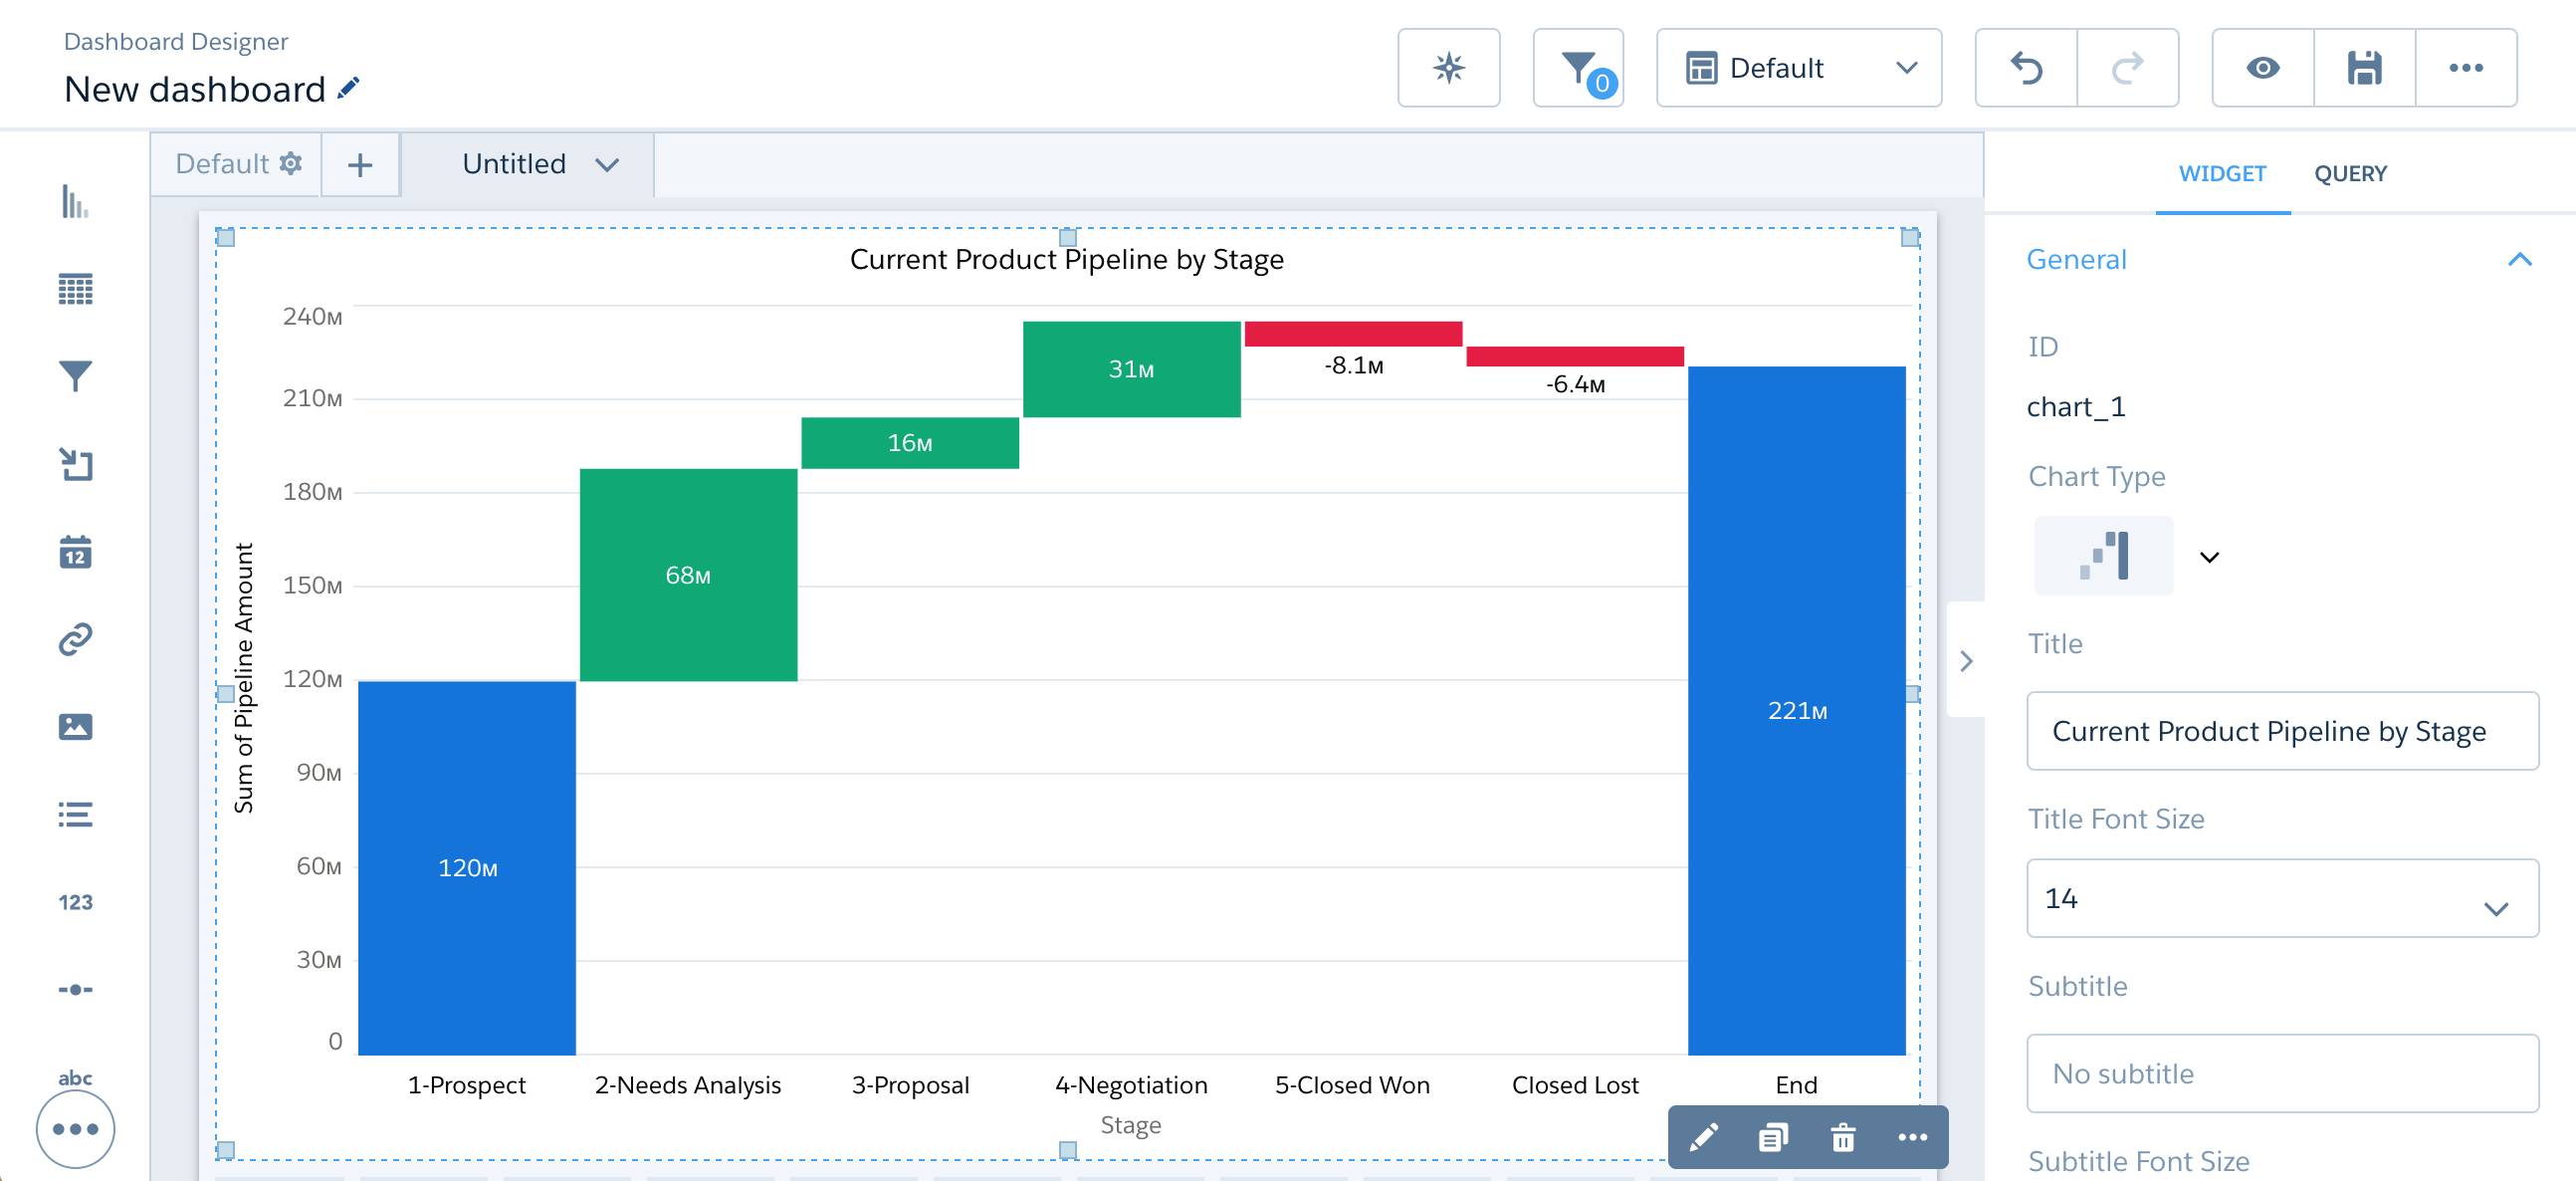 Dashboard Designer
New dashboard
0
Default
Default
Untitled
WIDGET QUERY
12
123
abc
Current Product Pipeline by Stage
Sum of Pipeline Amount
240M
210M
180M
150M
120M
90M
60M
30M
0
120M
68M
16M
31M
-8.1M
-6.4M
221M
1-Prospect 2-Needs Analysis 3-Proposal 4-Negotiation 5-Closed Won Closed Lost End
Stage
General
ID
chart_1
Chart Type
Title
Current Product Pipeline by Stage
Title Font Size
14
Subtitle
No subtitle
Subtitle Font Size